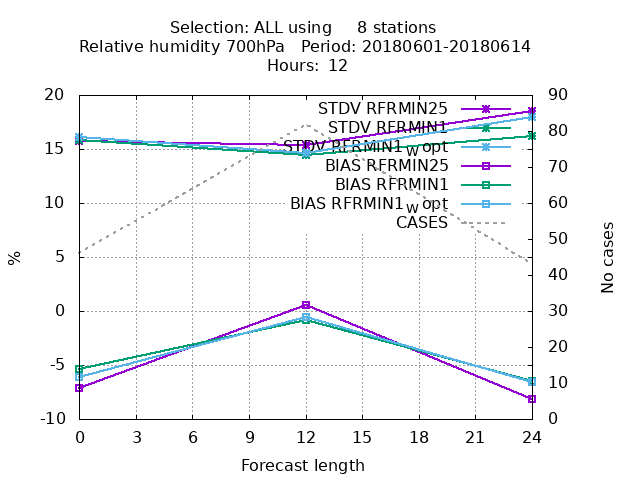 Selection: ALL using 8 stations
Relative humidity 700hPa Period: 20180601-20180614
Hours: 12
20
15
10
5
0
-5
-10
%
STDV RFRMIN25
STDV RFRMIN1
STDV RFRMIN1w opt
BIAS RFRMIN25
BIAS RFRMIN1
BIAS RFRMIN1w opt
CASES
90
80
70
60
50
40
30
20
10
0
No cases
0 3 6 9 12 15 18 21 24
Forecast length